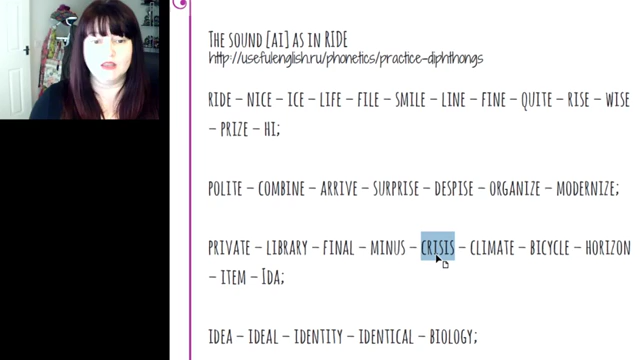 The sound [ai] as in RIDE
http://usefulenglish.ru/phonetics/practice-diphthongs
ride – nice – ice – life – file – smile – line – fine – quite – rise – wise
– prize – hi;
polite – combine – arrive – surprise – despise – organize – modernize;
private – library – final – minus – crisis – climate – bicycle – horizon
– item – Ida;
idea – ideal – identity – identical – biology;